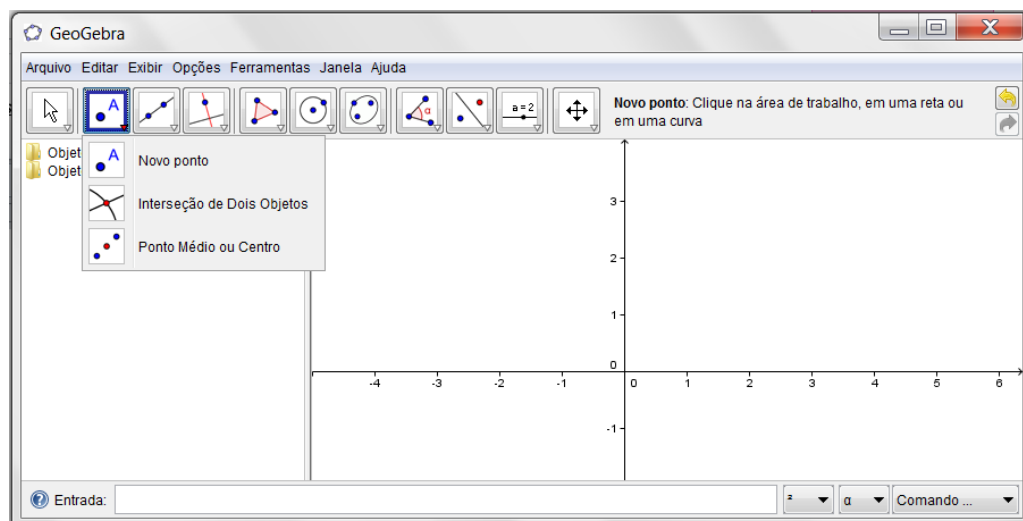 GeoGebra
Arquivo Editar Exibir Opções Ferramentas Janela Ajuda
A
α
a=2
Novo ponto: Clique na área de trabalho, em uma reta ou
em uma curva
Objet
Objet
A Novo ponto
Interseção de Dois Objetos
Ponto Médio ou Centro
3
2
1
0
-4 -3 -2 -1 0 1 2 3 4 5 6
-1
Entrada: ² α Comando ...